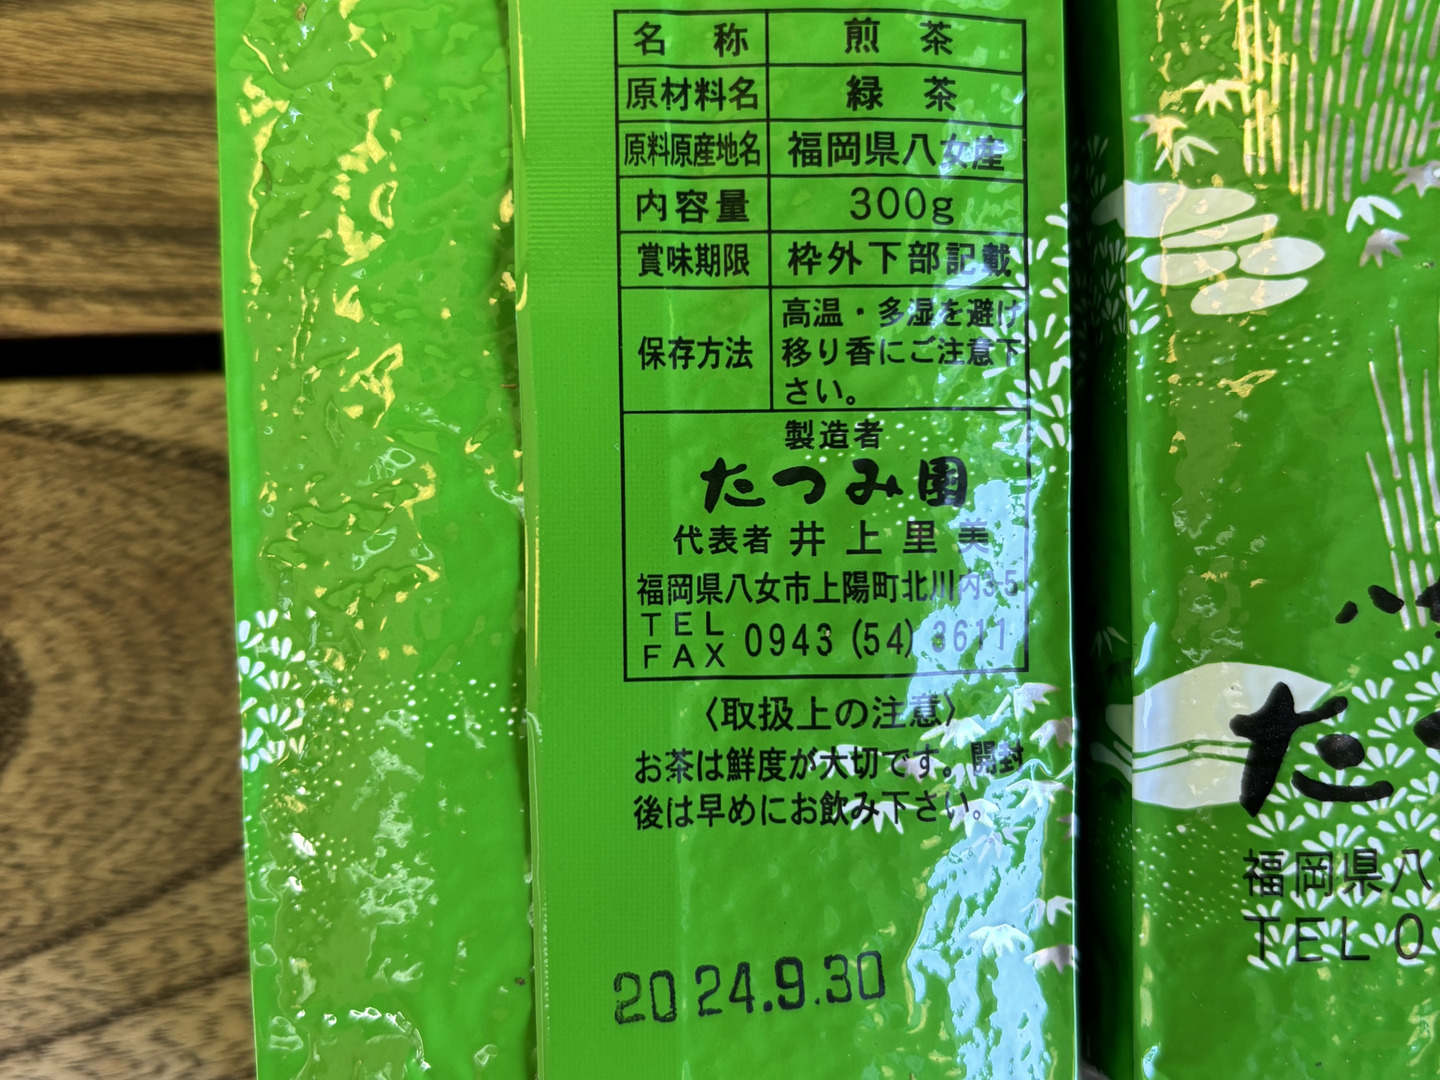 名称 煎茶
原材料名 緑茶
原料原産地名 福岡県八女産
内容量 300g
賞味期限 枠外下部記載
保存方法 高温・多湿を避け
移り香にご注意下
さい。
製造者
たつみ園
代表者 井上里美
福岡県八女市上陽町北川内3-5
TEL
FAX 0943(54)3611
〈取扱上の注意〉
お茶は鮮度が大切です。開封
後は早めにお飲み下さい。
2024.9.30
た
福岡県八
TEL 0